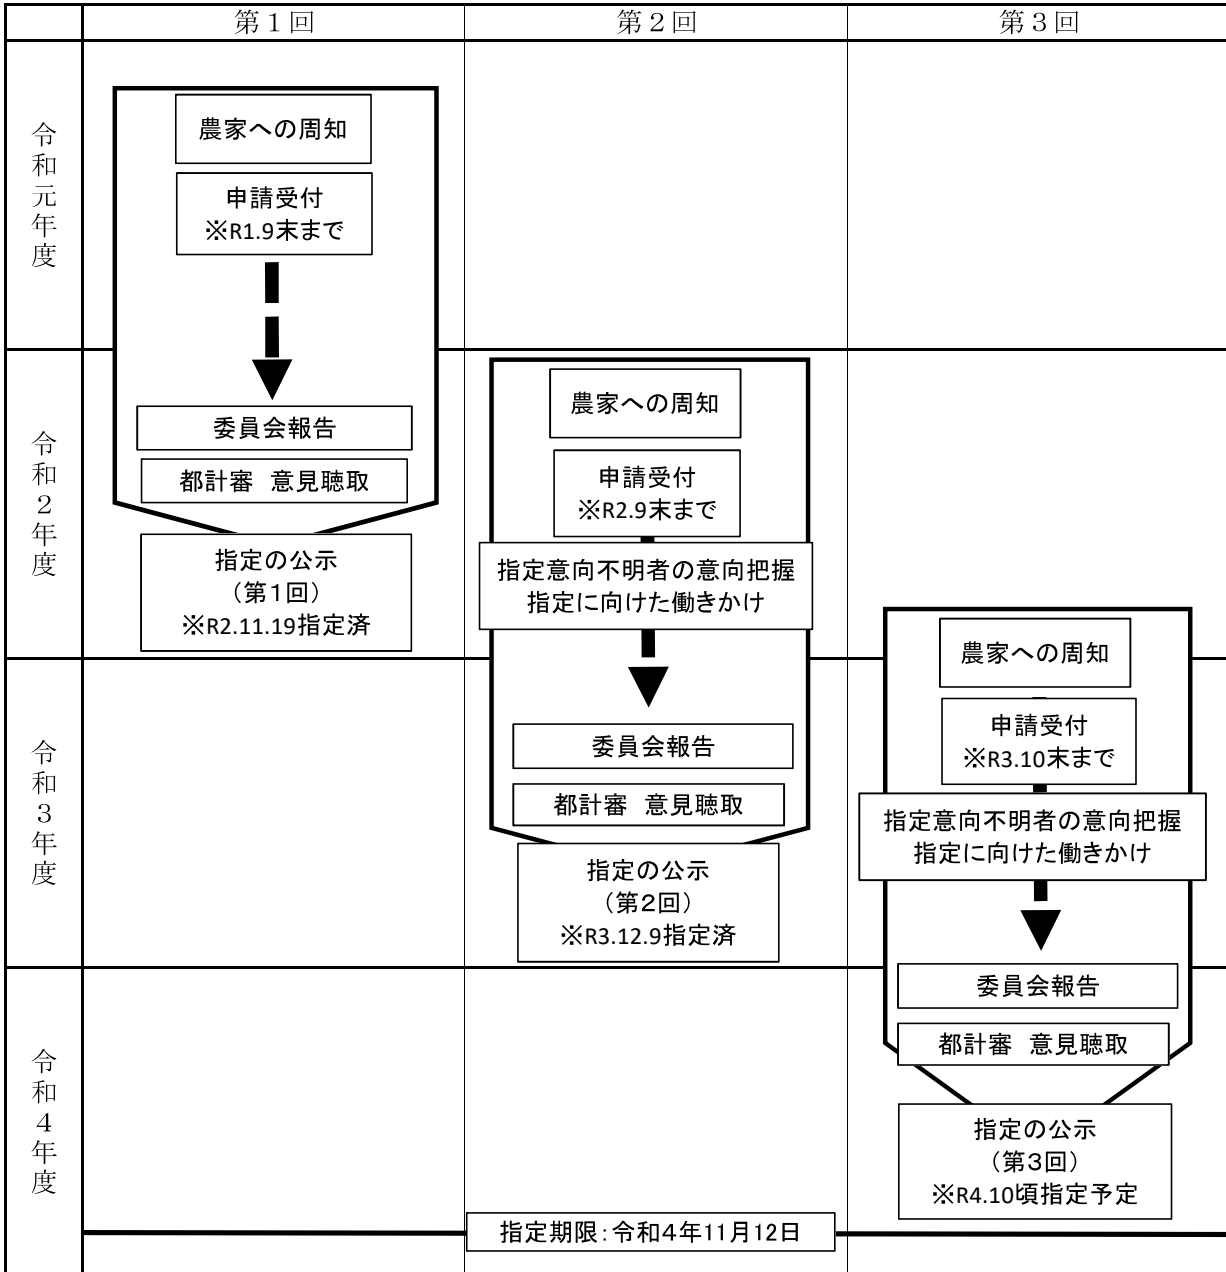 第１回
第２回
第３回
令和元年度
農家への周知
申請受付
※R1.9末まで
令和２年度
委員会報告
都計審 意見聴取
指定の公示
（第１回）
※R2.11.19指定済
農家への周知
申請受付
※R2.9末まで
指定意向不明者の意向把握
指定に向けた働きかけ
令和３年度
委員会報告
都計審 意見聴取
指定の公示
（第２回）
※R3.12.9指定済
農家への周知
申請受付
※R3.10末まで
指定意向不明者の意向把握
指定に向けた働きかけ
令和４年度
委員会報告
都計審 意見聴取
指定の公示
（第３回）
※R4.10頃指定予定
指定期限：令和４年11月12日